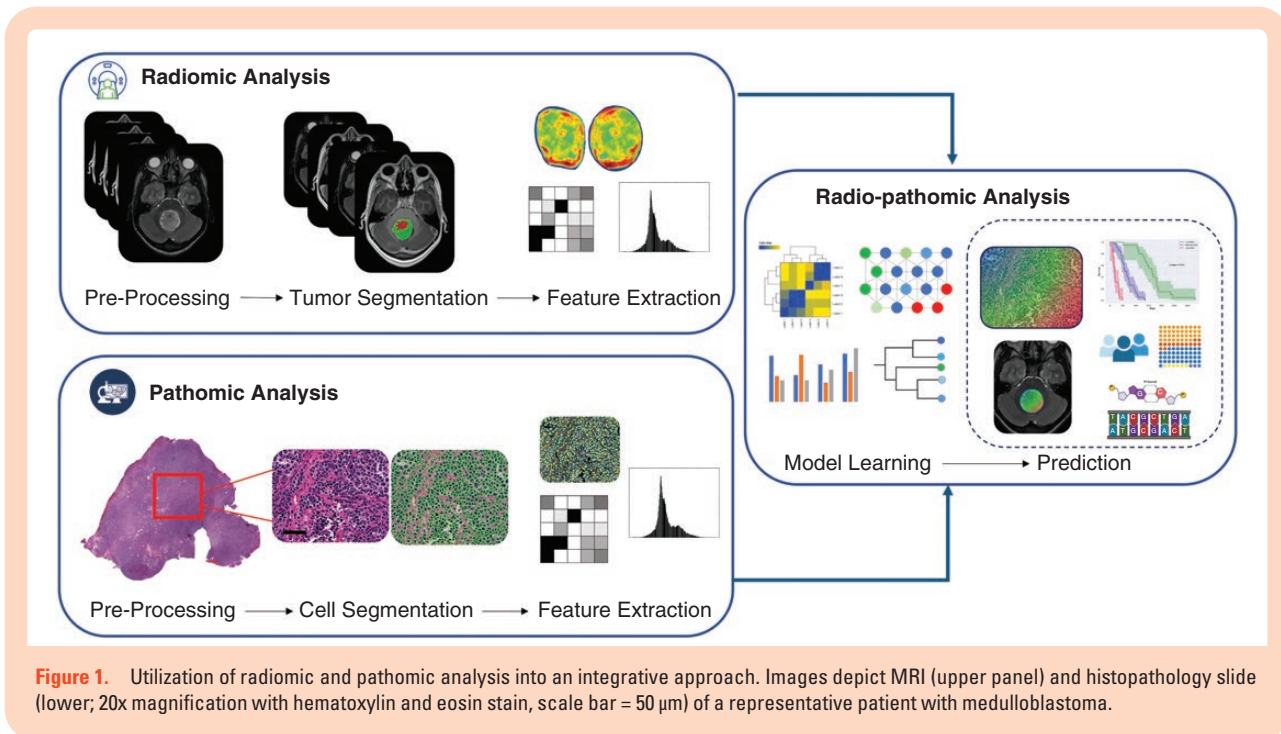 Radiomic Analysis
Pre-Processing
Tumor Segmentation
Feature Extraction
Pathomic Analysis
Pre-Processing
Cell Segmentation
Feature Extraction
Radio-pathomic Analysis
G
C
T A C G C T G A
A T G C G A C T
Model Learning
Prediction
Figure 1. Utilization of radiomic and pathomic analysis into an integrative approach. Images depict MRI (upper panel) and histopathology slide
(lower; 20x magnification with hematoxylin and eosin stain, scale bar = 50 µm) of a representative patient with medulloblastoma.